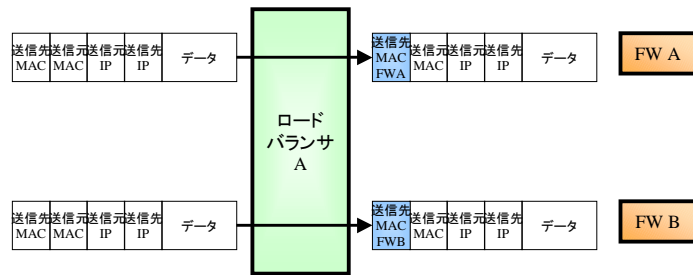 送信先 MAC
送信元 MAC
送信元 IP
送信先 IP
データ
送信先 MAC FWA
送信元 MAC
送信元 IP
送信先 IP
データ
FW A
ロード
バランサ
A
送信先 MAC
送信元 MAC
送信元 IP
送信先 IP
データ
送信先 MAC FWB
送信元 MAC
送信元 IP
送信先 IP
データ
FW B